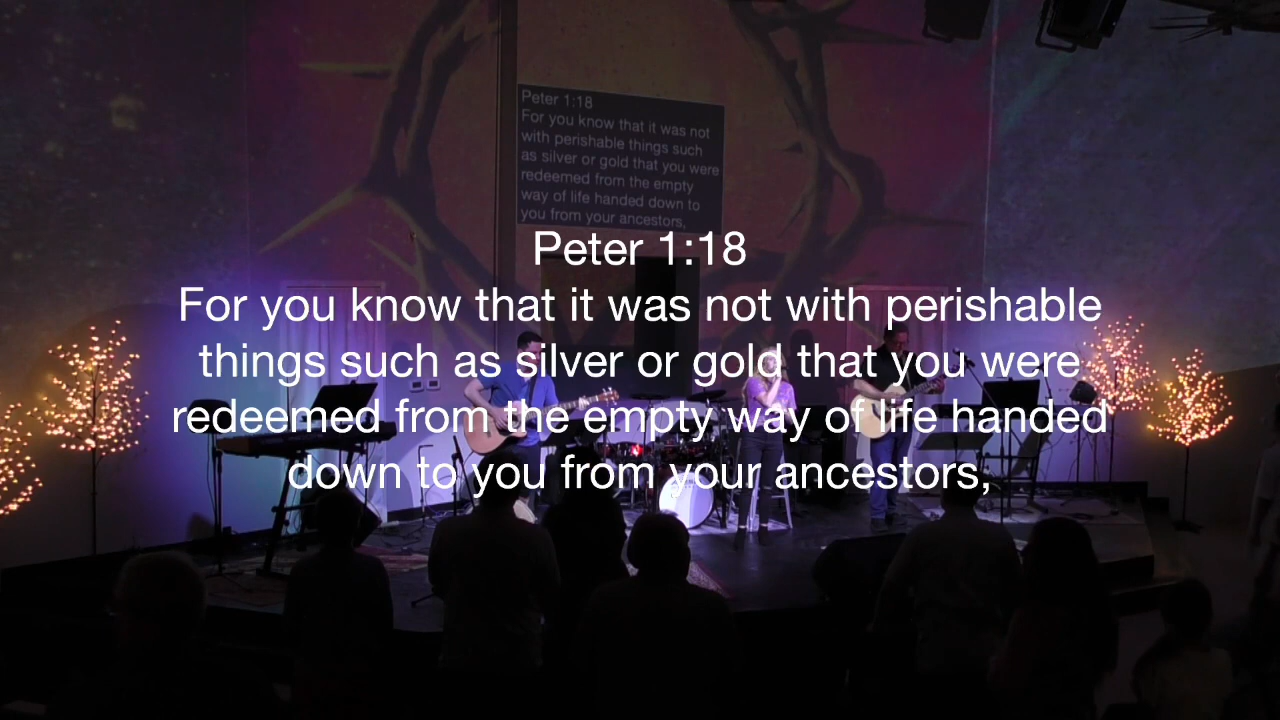 Peter 1:18
For you know that it was not
with perishable things such
as silver or gold that you were
redeemed from the empty
way of life handed down to
you from your ancestors,
Peter 1:18
For you know that it was not with perishable
things such as silver or gold that you were
redeemed from the empty way of life handed
down to you from your ancestors,